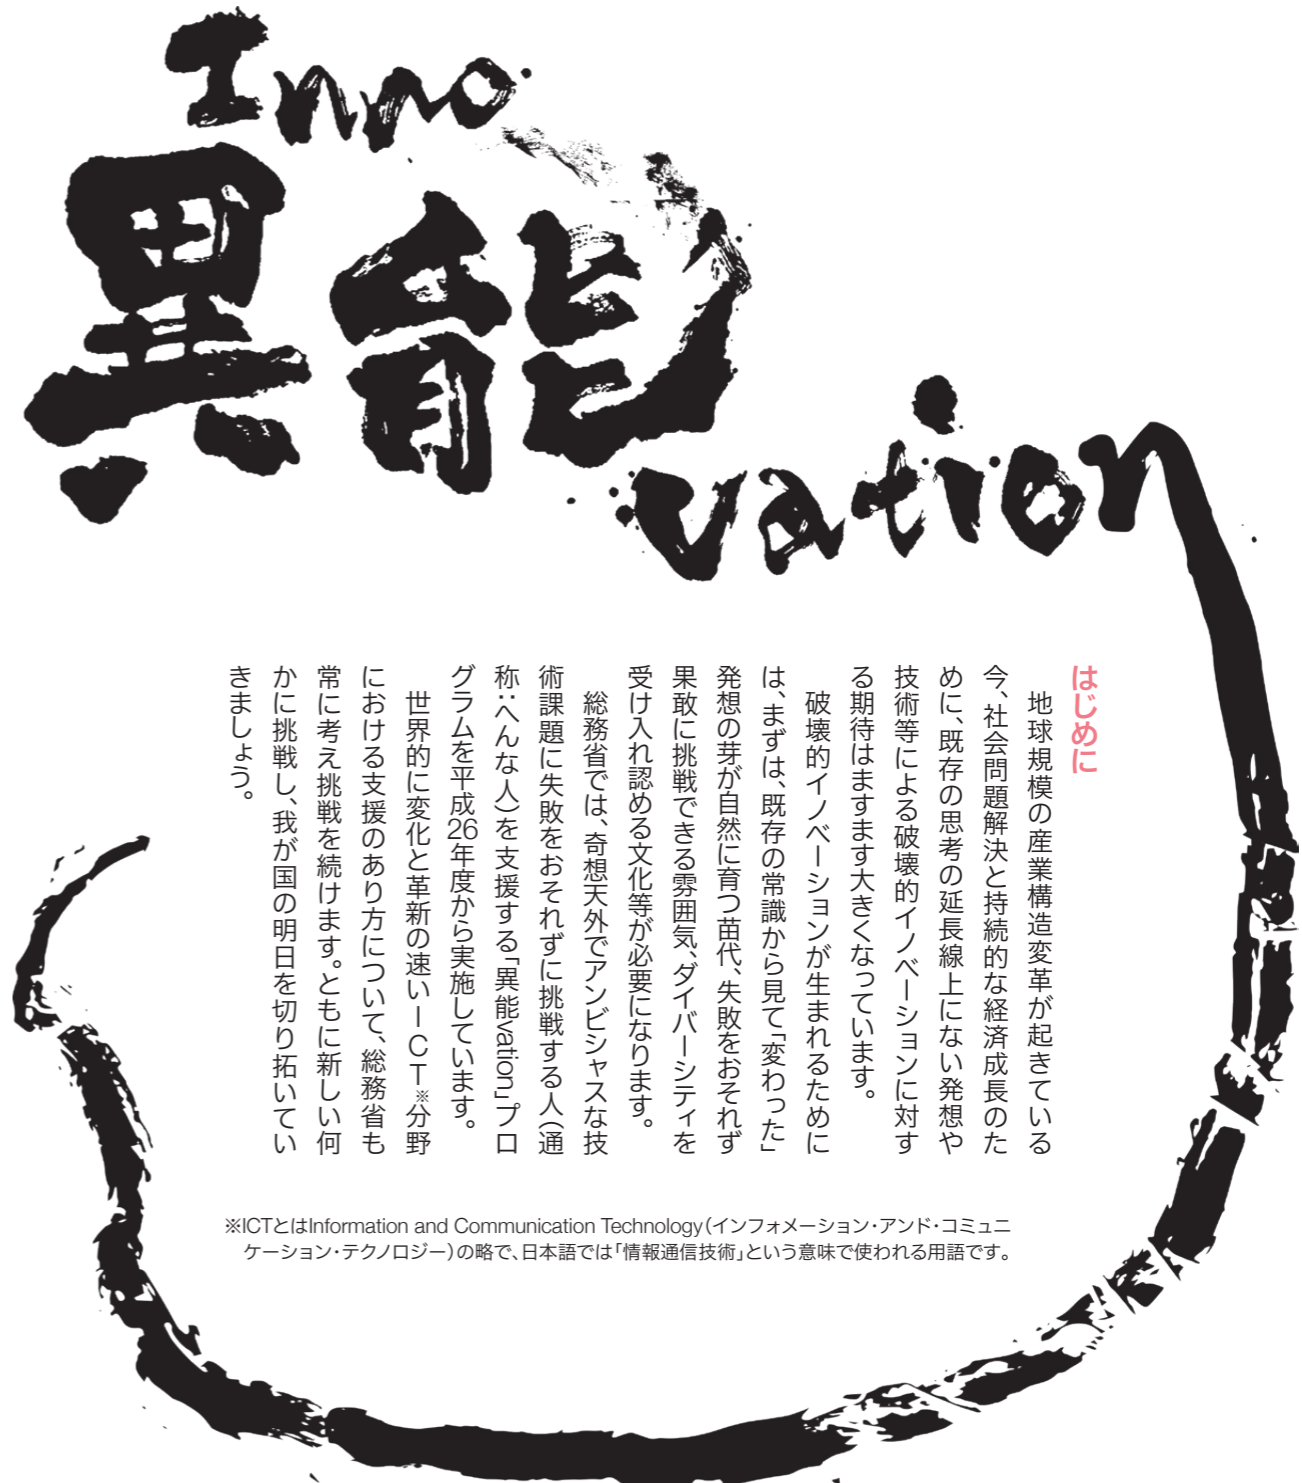 Inno
異能
vation
はじめに
地球規模の産業構造変革が起きている
今、社会問題解決と持続的な経済成長のた
めに、既存の思考の延長線上にない発想や
技術等による破壊的イノベーションに対す
る期待はますます大きくなっています。
破壊的イノベーションが生まれるために
は、まずは、既存の常識から見て「変わった」
発想の芽が自然に育つ苗代、失敗をおそれず
果敢に挑戦できる雰囲気、ダイバーシティを
受け入れ認める文化等が必要になります。
総務省では、奇想天外でアンビシャスな技
術課題に失敗をおそれずに挑戦する人（通
称：へんな人）を支援する「異能vation」プロ
グラムを平成26年度から実施しています。
世界的に変化と革新の速いICT※分野
における支援のあり方について、総務省も
常に考え挑戦を続けます。ともに新しい何
かに挑戦し、我が国の明日を切り拓いてい
きましょう。
※ICTとはInformation and Communication Technology（インフォメーション・アンド・コミュニ
ケーション・テクノロジー）の略で、日本語では「情報通信技術」という意味で使われる用語です。